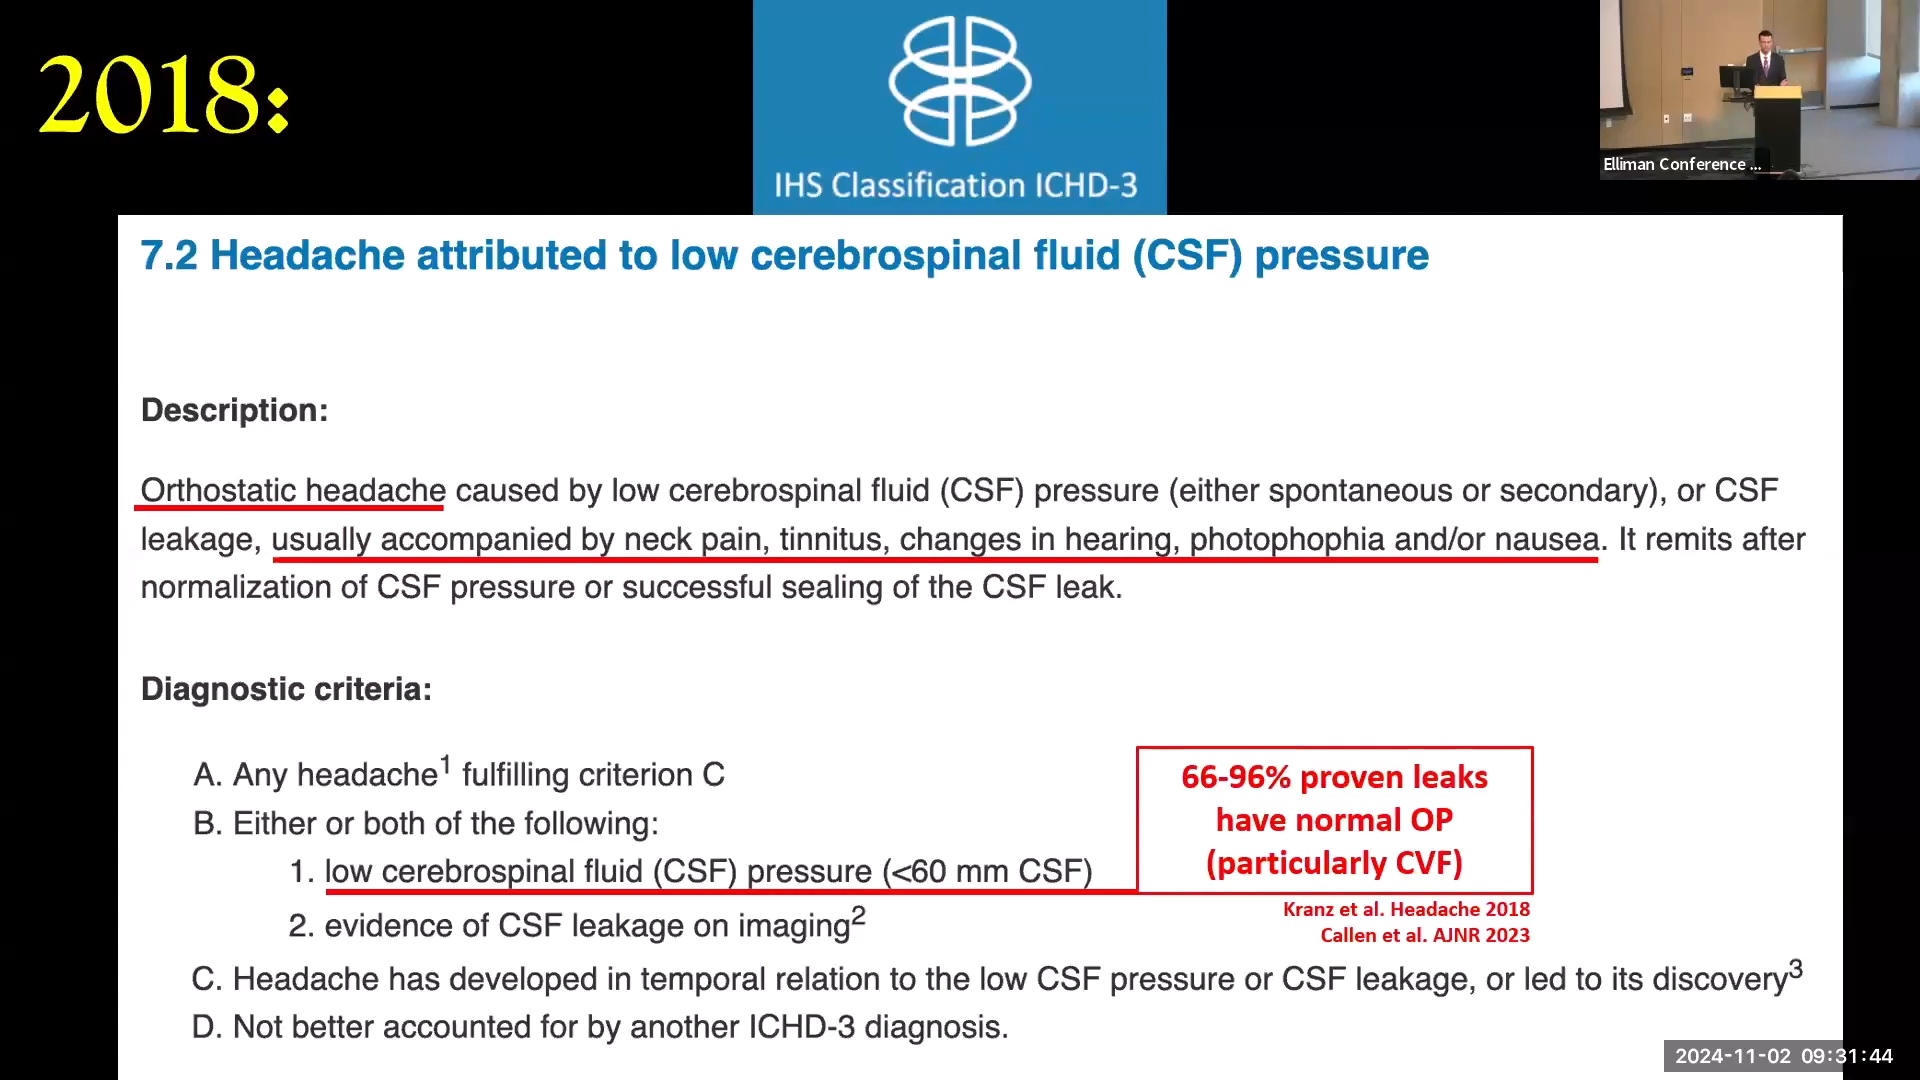 2018:
IHS Classification ICHD-3
Elliman Conference ...
7.2 Headache attributed to low cerebrospinal fluid (CSF) pressure
Description:
Orthostatic headache caused by low cerebrospinal fluid (CSF) pressure (either spontaneous or secondary), or CSF
leakage, usually accompanied by neck pain, tinnitus, changes in hearing, photophophia and/or nausea. It remits after
normalization of CSF pressure or successful sealing of the CSF leak.
Diagnostic criteria:
A. Any headache1 fulfilling criterion C
B. Either or both of the following:
1. low cerebrospinal fluid (CSF) pressure (<60 mm CSF)
2. evidence of CSF leakage on imaging2
66-96% proven leaks
have normal OP
(particularly CVF)
Kranz et al. Headache 2018
Callen et al. AJNR 2023
C. Headache has developed in temporal relation to the low CSF pressure or CSF leakage, or led to its discovery3
D. Not better accounted for by another ICHD-3 diagnosis.
2024-11-02 09:31:44